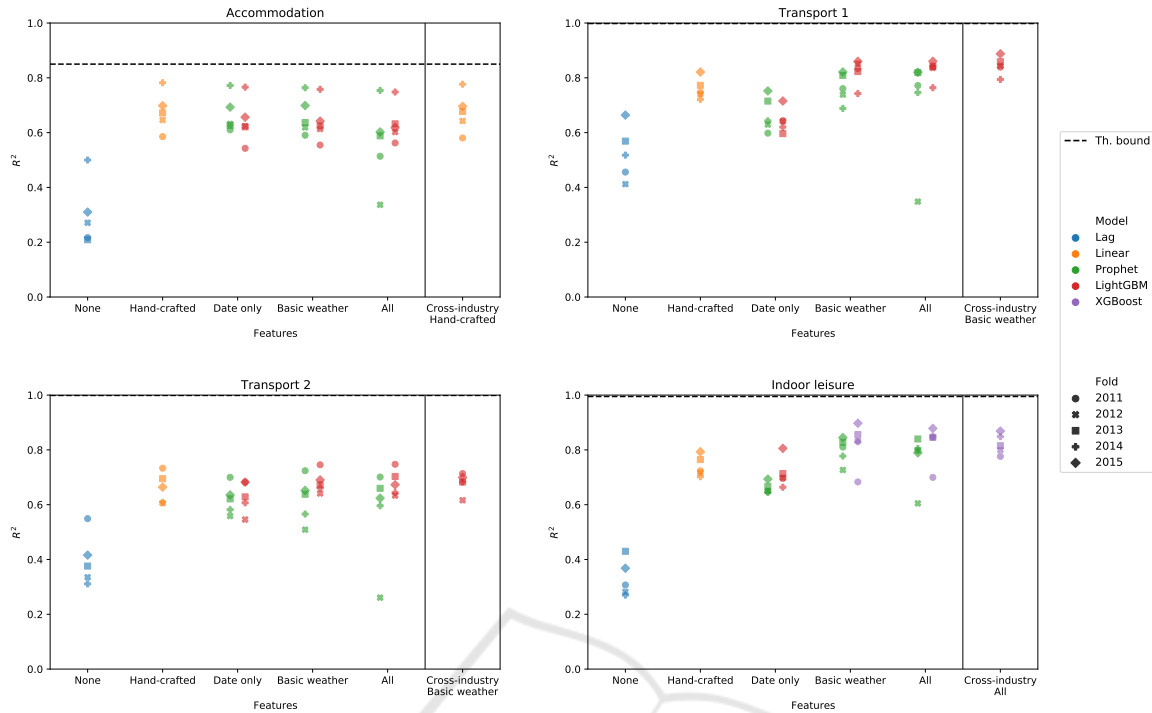 Accommodation
1.0
0.8
0.6
0.4
0.2
0.0
R²
None Hand-crafted Date only Basic weather All Cross-industry
Hand-crafted
Features
Transport 1
1.0
0.8
0.6
0.4
0.2
0.0
R²
None Hand-crafted Date only Basic weather All Cross-industry
Basic weather
Features
Th. bound
Model
Lag
Linear
Prophet
LightGBM
XGBoost
Fold
2011
2012
2013
2014
2015
Transport 2
1.0
0.8
0.6
0.4
0.2
0.0
R²
None Hand-crafted Date only Basic weather All Cross-industry
Basic weather
Features
Indoor leisure
1.0
0.8
0.6
0.4
0.2
0.0
R²
None Hand-crafted Date only Basic weather All Cross-industry
All
Features